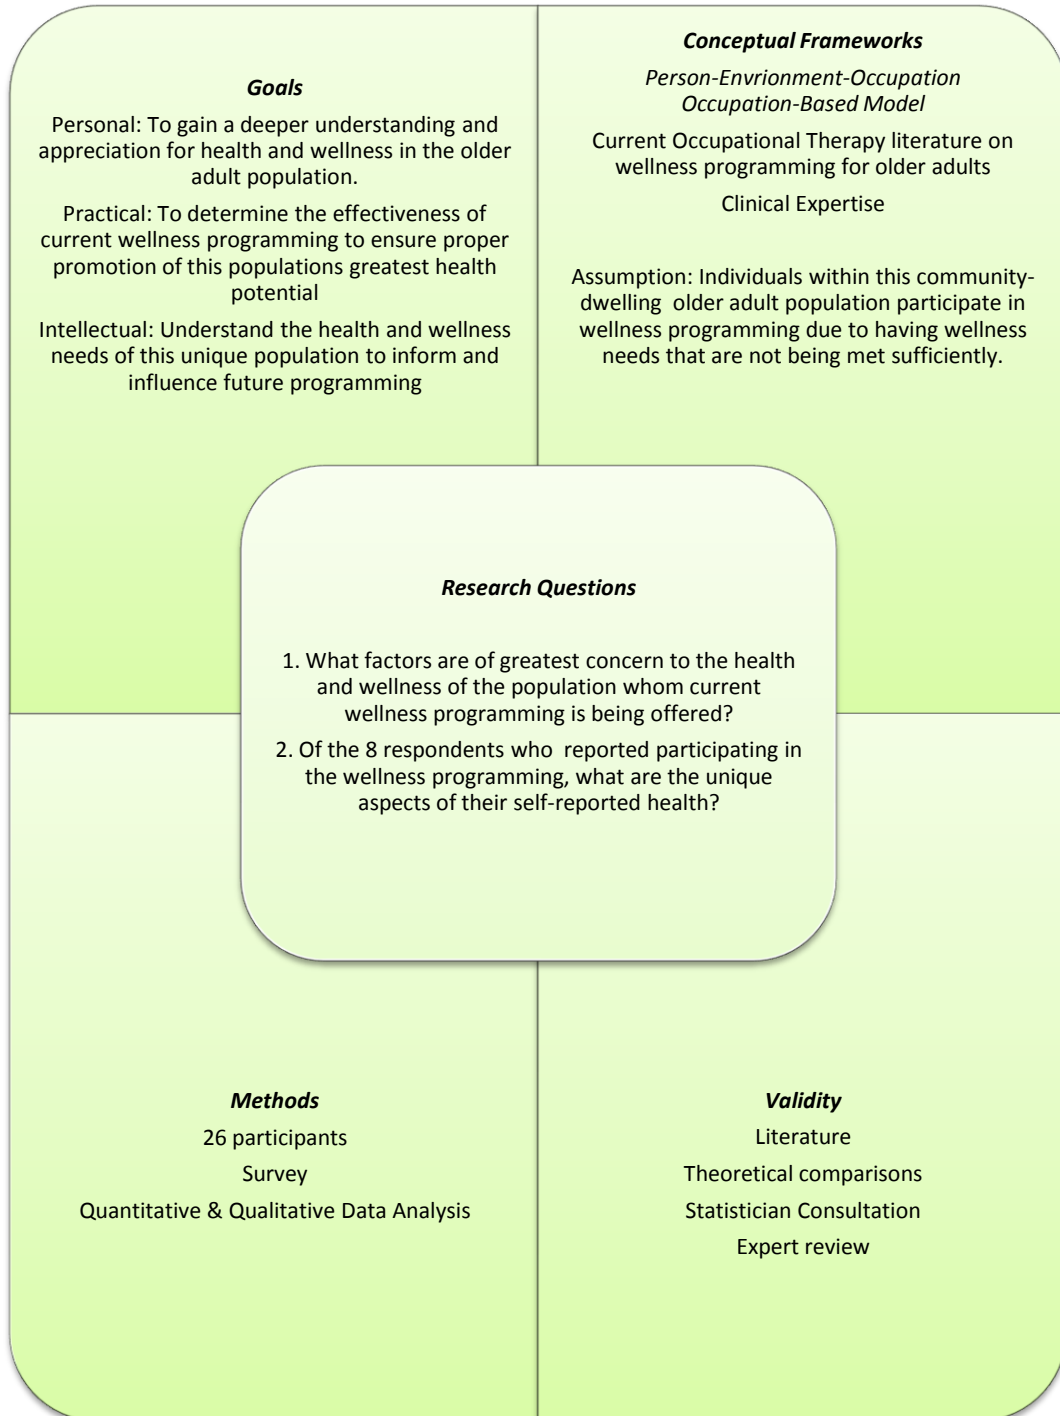 Goals
Personal: To gain a deeper understanding and
appreciation for health and wellness in the older
adult population.
Practical: To determine the effectiveness of
current wellness programming to ensure proper
promotion of this populations greatest health
potential
Intellectual: Understand the health and wellness
needs of this unique population to inform and
influence future programming
Conceptual Frameworks
Person-Envrionment-Occupation
Occupation-Based Model
Current Occupational Therapy literature on
wellness programming for older adults
Clinical Expertise
Assumption: Individuals within this community-
dwelling older adult population participate in
wellness programming due to having wellness
needs that are not being met sufficiently.
Research Questions
1. What factors are of greatest concern to the health
and wellness of the population whom current
wellness programming is being offered?
2. Of the 8 respondents who reported participating in
the wellness programming, what are the unique
aspects of their self-reported health?
Methods
26 participants
Survey
Quantitative & Qualitative Data Analysis
Validity
Literature
Theoretical comparisons
Statistician Consultation
Expert review